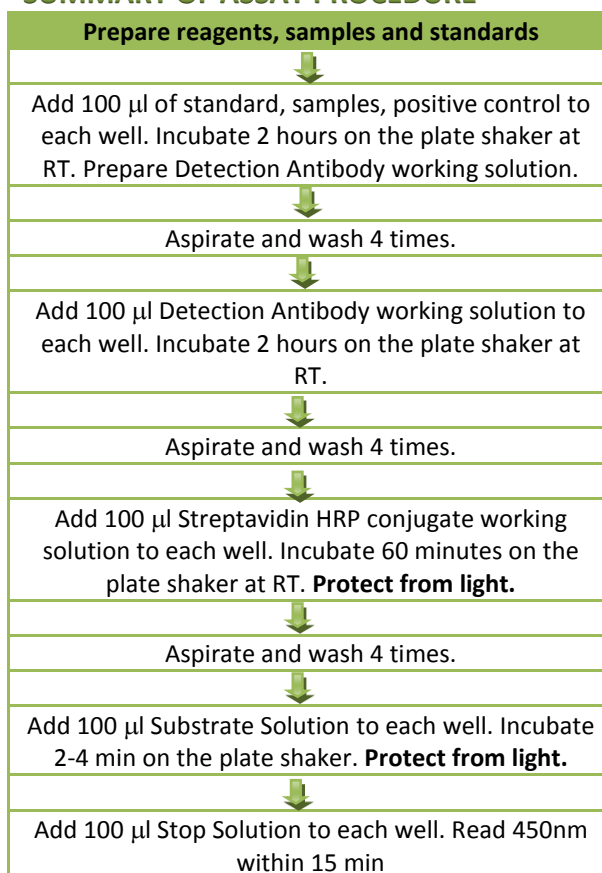 SUMMARY OF ASSAY PROCEDURE
Prepare reagents, samples and standards
Add 100 μl of standard, samples, positive control to
each well. Incubate 2 hours on the plate shaker at
RT. Prepare Detection Antibody working solution.
Aspirate and wash 4 times.
Add 100 μl Detection Antibody working solution to
each well. Incubate 2 hours on the plate shaker at
RT.
Aspirate and wash 4 times.
Add 100 μl Streptavidin HRP conjugate working
solution to each well. Incubate 60 minutes on the
plate shaker at RT. Protect from light.
Aspirate and wash 4 times.
Add 100 μl Substrate Solution to each well. Incubate
2-4 min on the plate shaker. Protect from light.
Add 100 μl Stop Solution to each well. Read 450nm
within 15 min